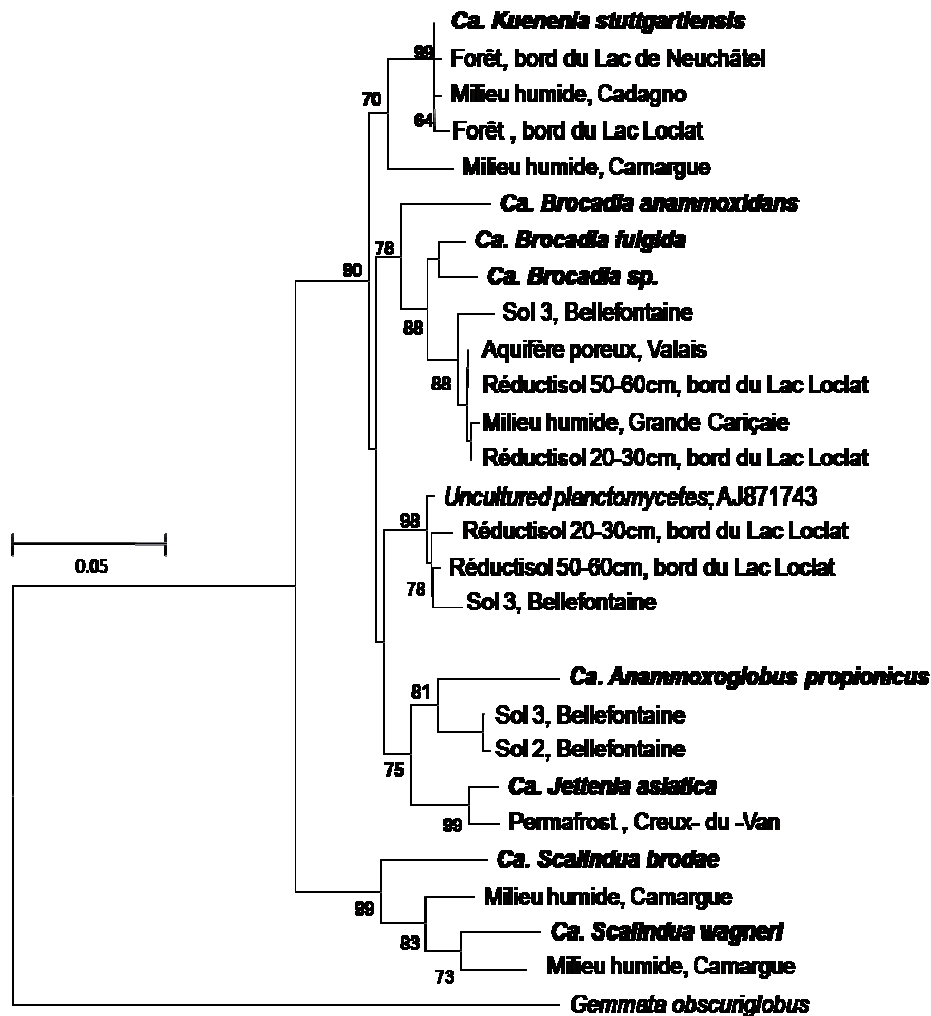 Ca. Kuenenia stuttgartiensis
99
Forêt, bord du Lac de Neuchâtel
Milieu humide, Cadagno
70
64
Forêt , bord du Lac Loclat
Milieu humide, Camargue
Ca. Brocadia anammoxidans
Ca. Brocadia fulgida
78
90
Ca. Brocadia sp.
Sol 3, Bellefontaine
88
Aquifère poreux, Valais
88
Réductisol 50-60cm, bord du Lac Loclat
Milieu humide, Grande Cariçaie
Réductisol 20-30cm, bord du Lac Loclat
Uncultured planctomycetes; AJ871743
98
Réductisol 20-30cm, bord du Lac Loclat
0.05
Réductisol 50-60cm, bord du Lac Loclat
78
Sol 3, Bellefontaine
Ca. Anammoxoglobus propionicus
81
Sol 3, Bellefontaine
Sol 2, Bellefontaine
75
Ca. Jettenia asiatica
99
Permafrost , Creux- du -Van
Ca. Scalindua brodae
Milieu humide, Camargue
99
Ca. Scalindua wagneri
83
Milieu humide, Camargue
73
Gemmata obscuriglobus